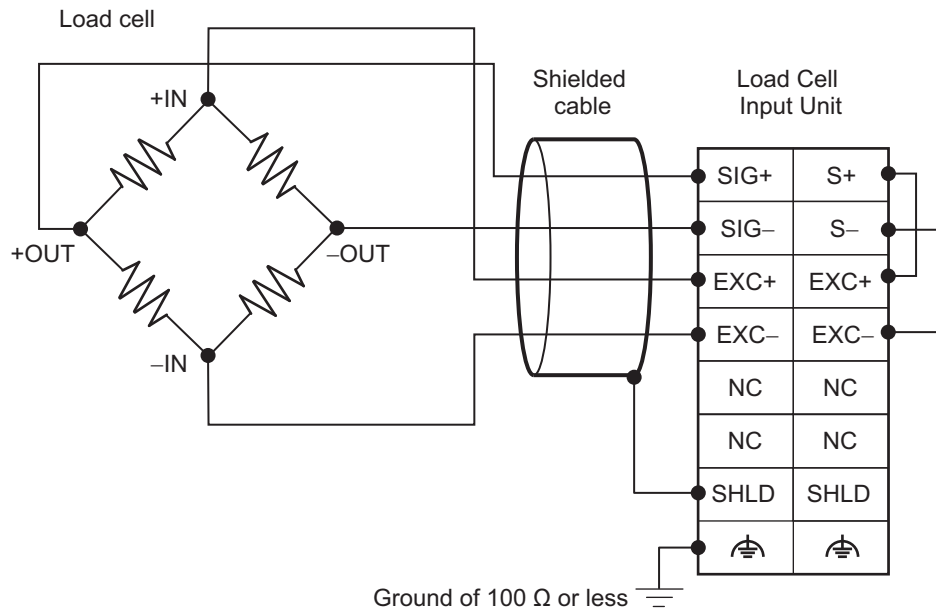 Load cell
+IN
+OUT
−OUT
−IN
Shielded
cable
Load Cell
Input Unit
SIG+ S+
SIG− S−
EXC+ EXC+
EXC− EXC−
NC NC
NC NC
SHLD SHLD
Ground of 100 Ω or less